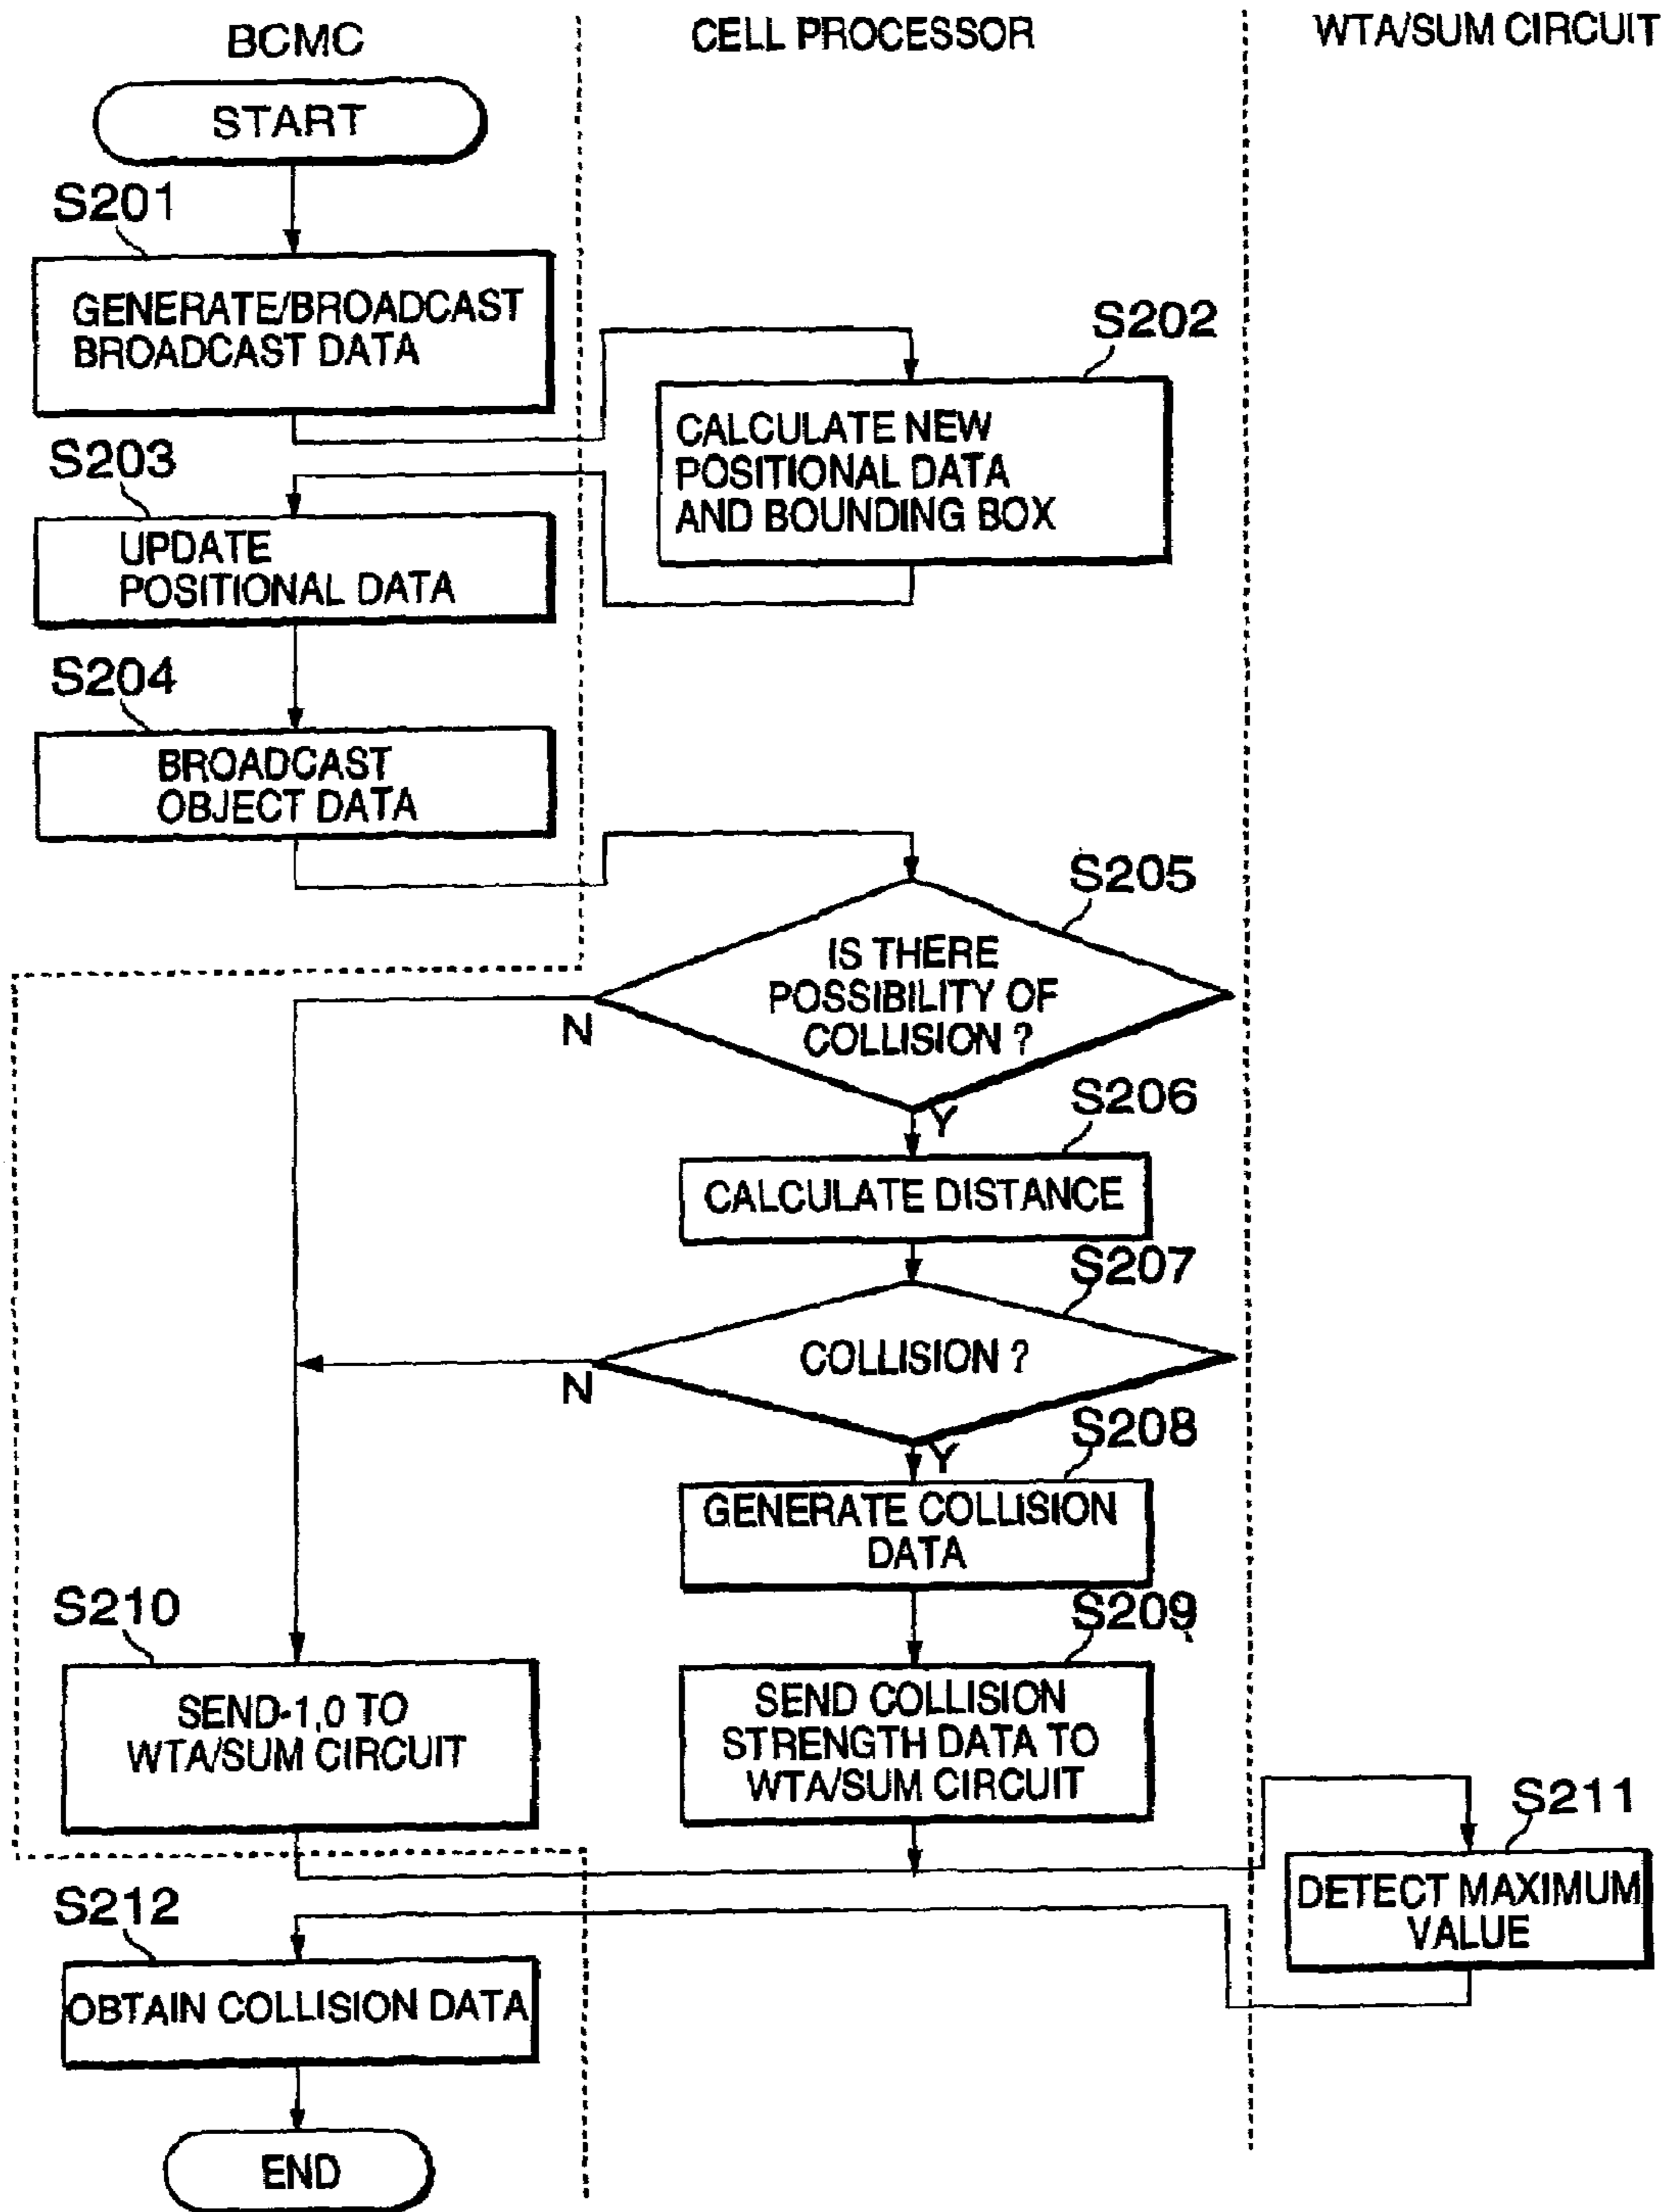 BCMC
CELL PROCESSOR
WTA/SUM CIRCUIT
START
S201
GENERATE/BROADCAST
BROADCAST DATA
S202
CALCULATE NEW
POSITIONAL DATA
AND BOUNDING BOX
S203
UPDATE
POSITIONAL DATA
S204
BROADCAST
OBJECT DATA
S205
IS THERE
POSSIBILITY OF
COLLISION ?
N
Y
S206
CALCULATE DISTANCE
S207
COLLISION ?
N
Y
S208
GENERATE COLLISION
DATA
S209
SEND COLLISION
STRENGTH DATA TO
WTA/SUM CIRCUIT
S210
SEND-1,0 TO
WTA/SUM CIRCUIT
S211
DETECT MAXIMUM
VALUE
S212
OBTAIN COLLISION DATA
END